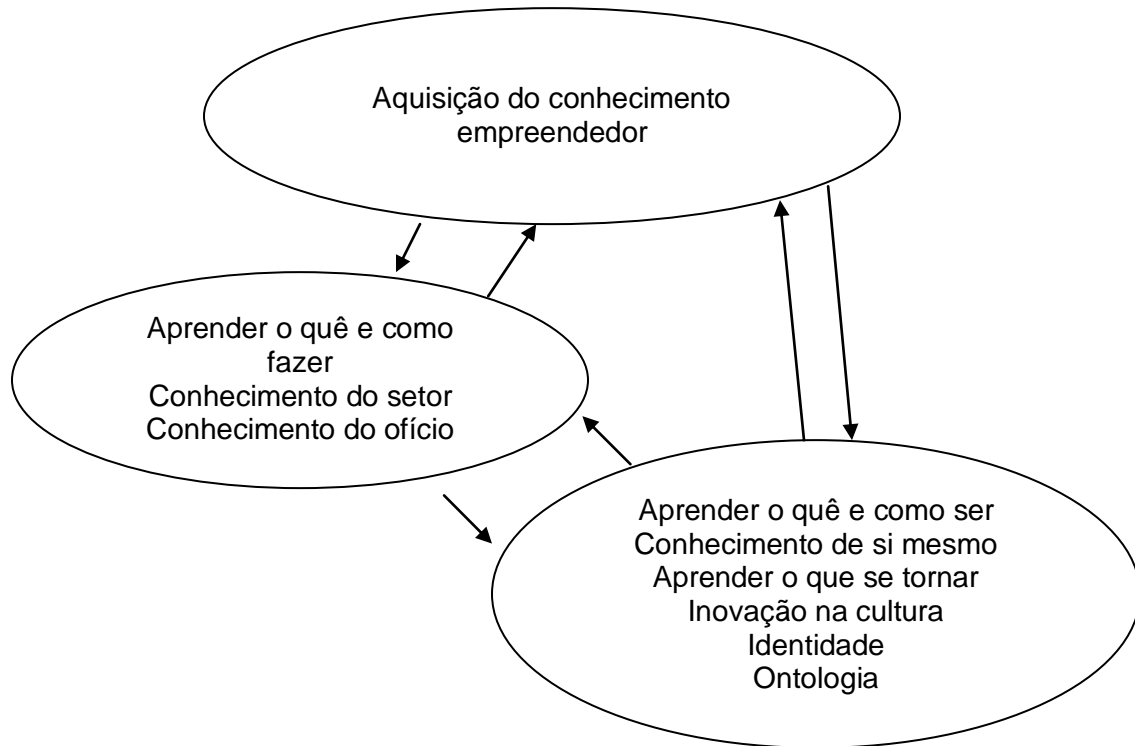 Aquisição do conhecimento
empreendedor
Aprender o quê e como
fazer
Conhecimento do setor
Conhecimento do ofício
Aprender o quê e como ser
Conhecimento de si mesmo
Aprender o que se tornar
Inovação na cultura
Identidade
Ontologia